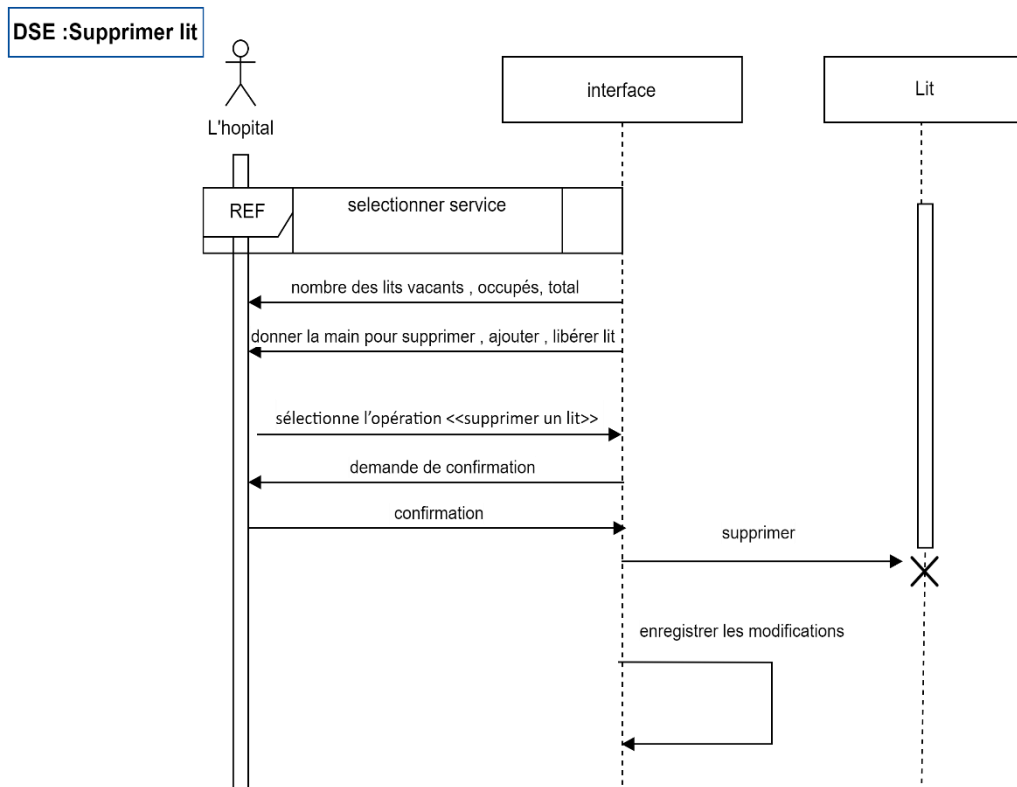 DSE :Supprimer lit
L'hopital
interface
Lit
REF
selectionner service
nombre des lits vacants , occupés, total
donner la main pour supprimer , ajouter , libérer lit
sélectionne l’opération <<supprimer un lit>>
demande de confirmation
confirmation
supprimer
enregistrer les modifications